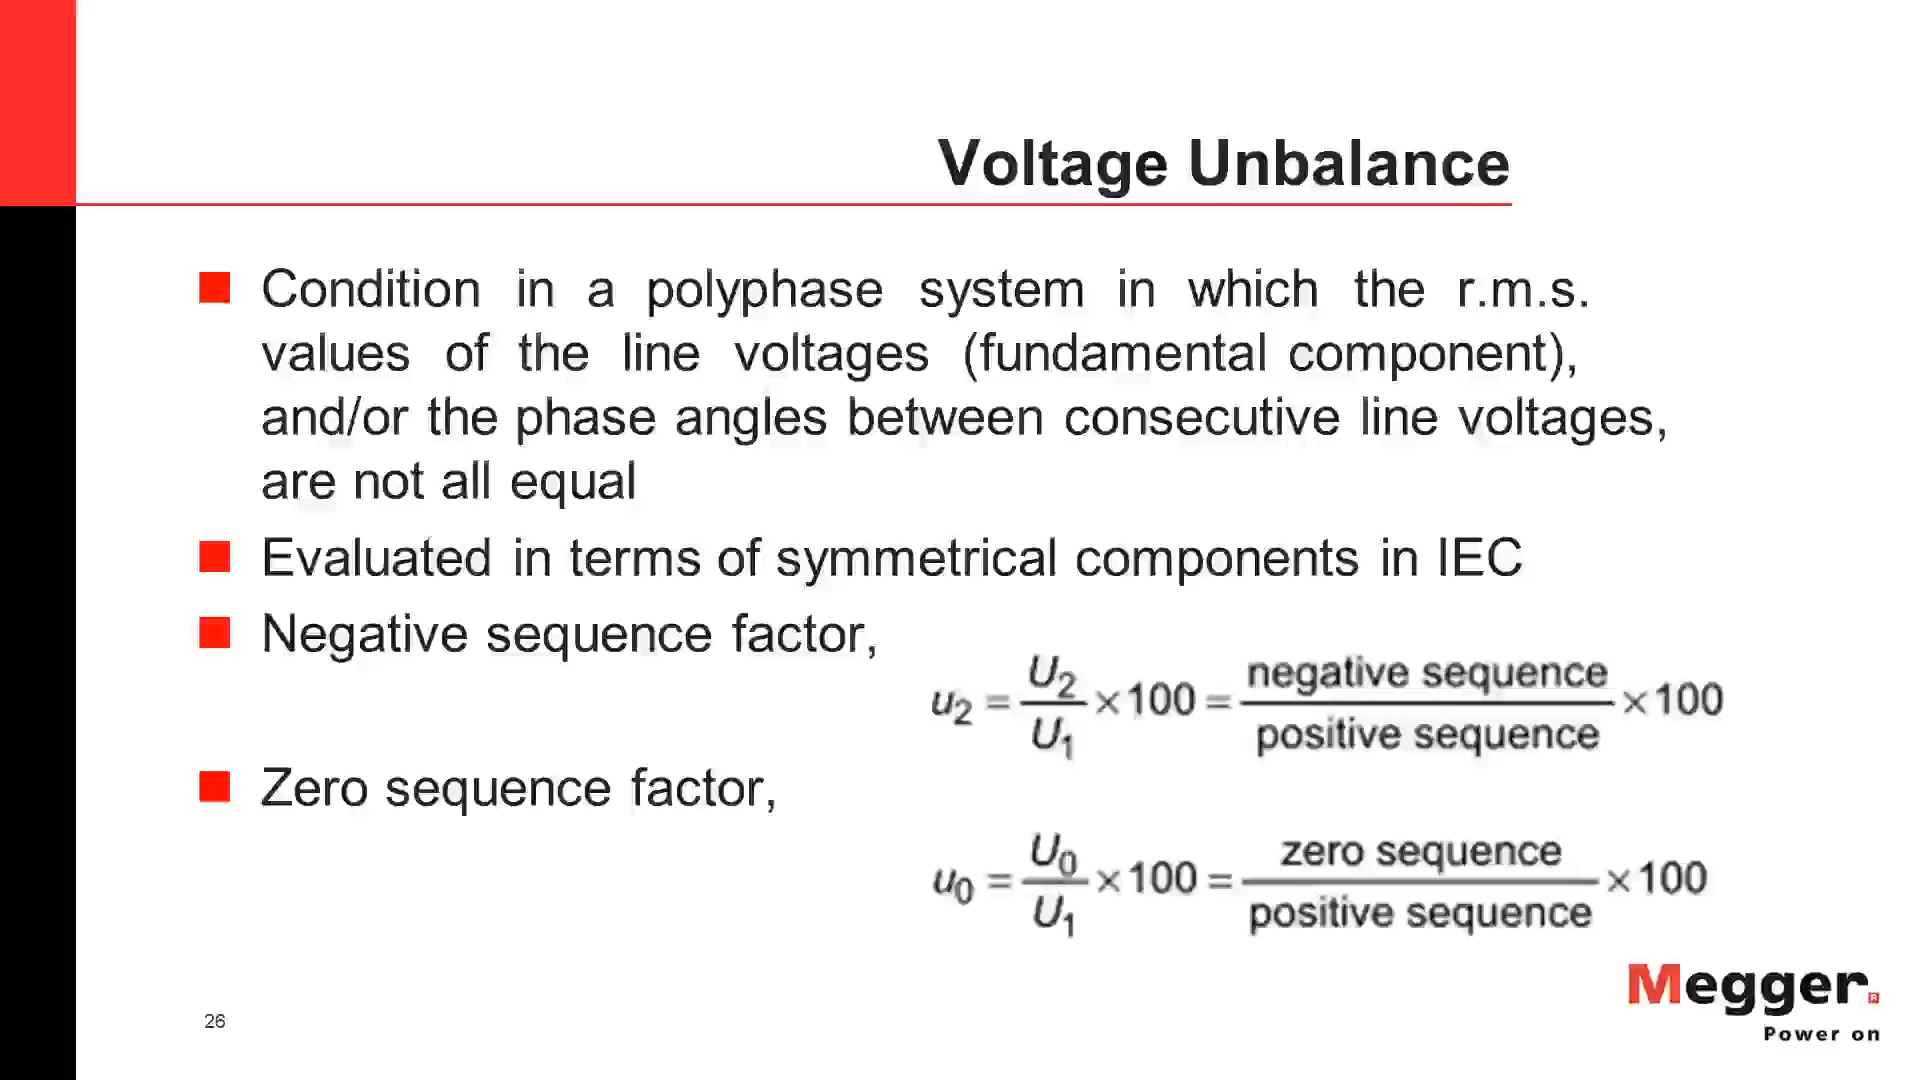 Voltage Unbalance
Condition in a polyphase system in which the r.m.s.
values of the line voltages (fundamental component),
and/or the phase angles between consecutive line voltages,
are not all equal
Evaluated in terms of symmetrical components in IEC
Negative sequence factor,
u₂ = U₂/U₁ ×100 = negative sequence/positive sequence ×100
Zero sequence factor,
u₀ = U₀/U₁ ×100 = zero sequence/positive sequence ×100
Megger®
Power on
26